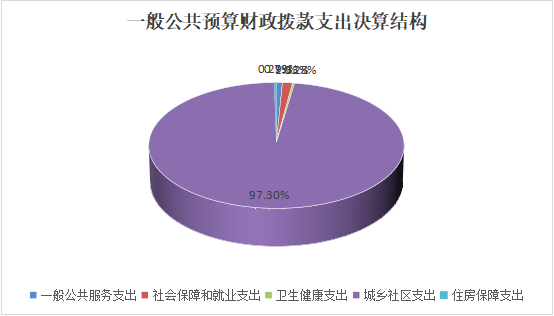 一般公共预算财政拨款支出决算结构
97.30%
一般公共服务支出 社会保障和就业支出 卫生健康支出 城乡社区支出 住房保障支出